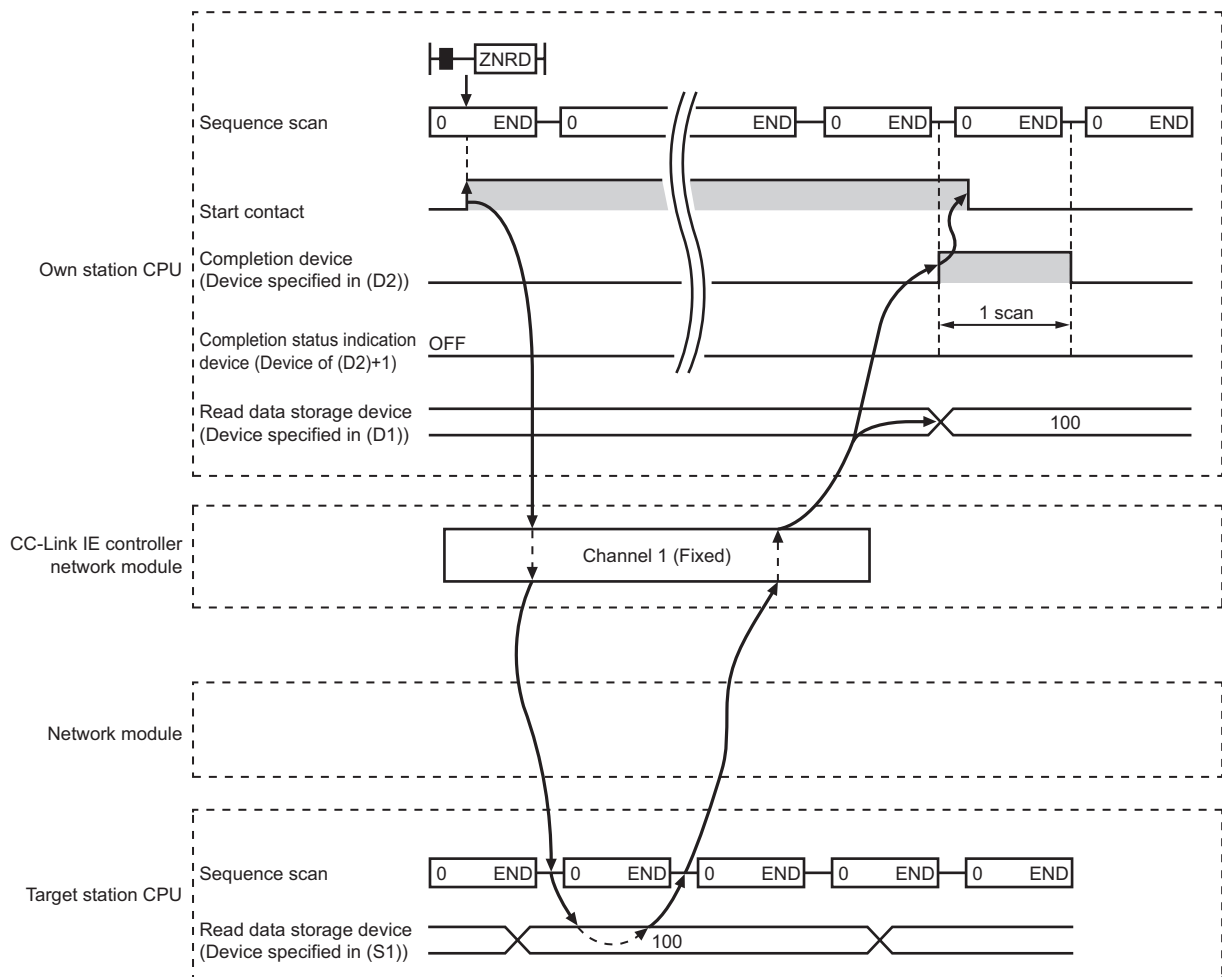 ZNRD
Sequence scan
0 END 0 END 0 END 0 END 0 END
Start contact
Own station CPU
Completion device
(Device specified in (D2))
1 scan
Completion status indication
device (Device of (D2)+1)
OFF
Read data storage device
(Device specified in (D1))
100
CC-Link IE controller
network module
Channel 1 (Fixed)
Network module
Target station CPU
Sequence scan
0 END 0 END 0 END 0 END 0 END
Read data storage device
(Device specified in (S1))
100